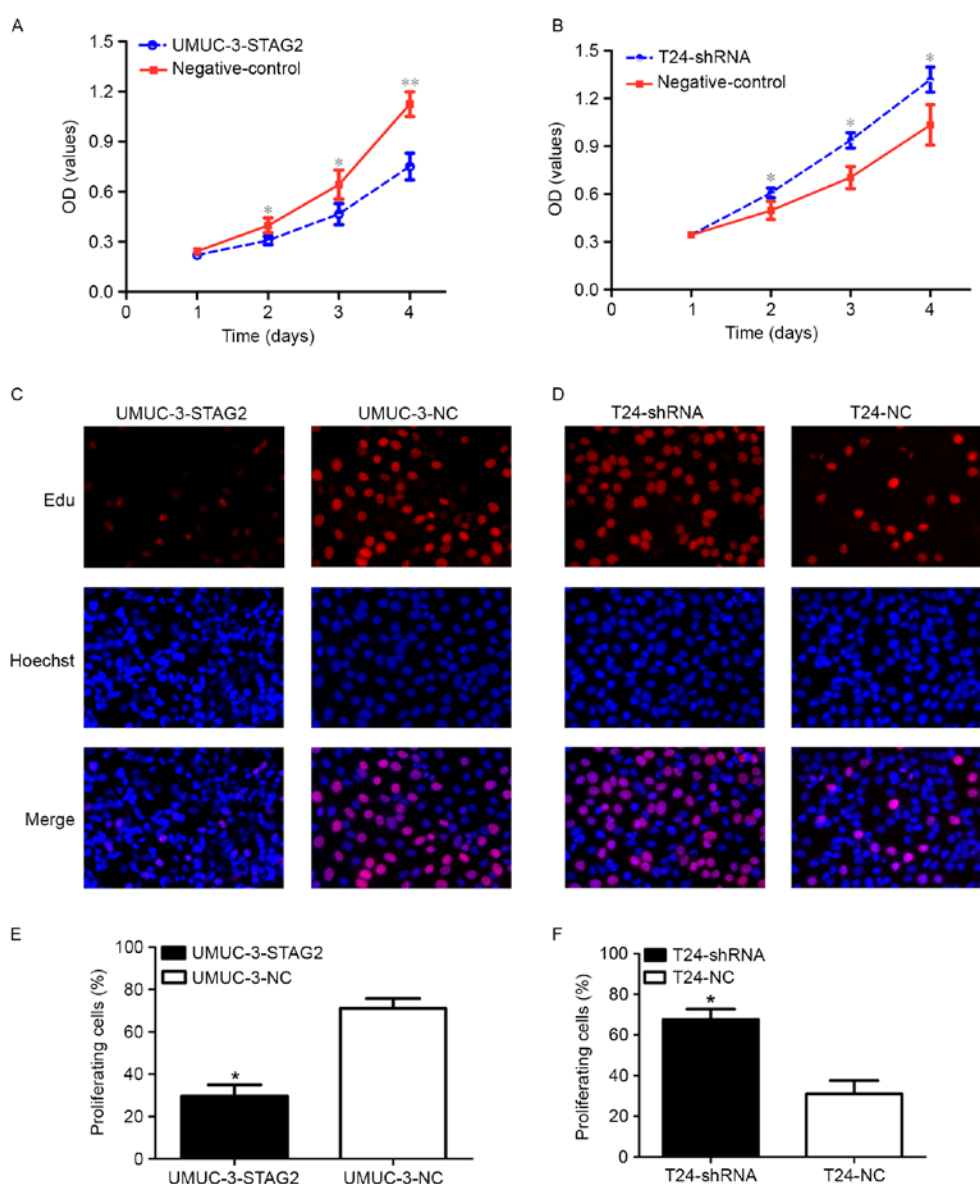 A
UMUC-3-STAG2
Negative-control
**
*
*
1.5
1.2
0.9
0.6
0.3
0.0
OD (values)
0 1 2 3 4
Time (days)
B
T24-shRNA
Negative-control
*
*
*
1.5
1.2
0.9
0.6
0.3
0.0
OD (values)
0 1 2 3 4
Time (days)
C
UMUC-3-STAG2 UMUC-3-NC
D
T24-shRNA T24-NC
Edu
Hoechst
Merge
E
UMUC-3-STAG2
UMUC-3-NC
*
100
80
60
40
20
0
Proliferating cells (%)
UMUC-3-STAG2 UMUC-3-NC
F
T24-shRNA
T24-NC
*
100
80
60
40
20
0
Proliferating cells (%)
T24-shRNA T24-NC